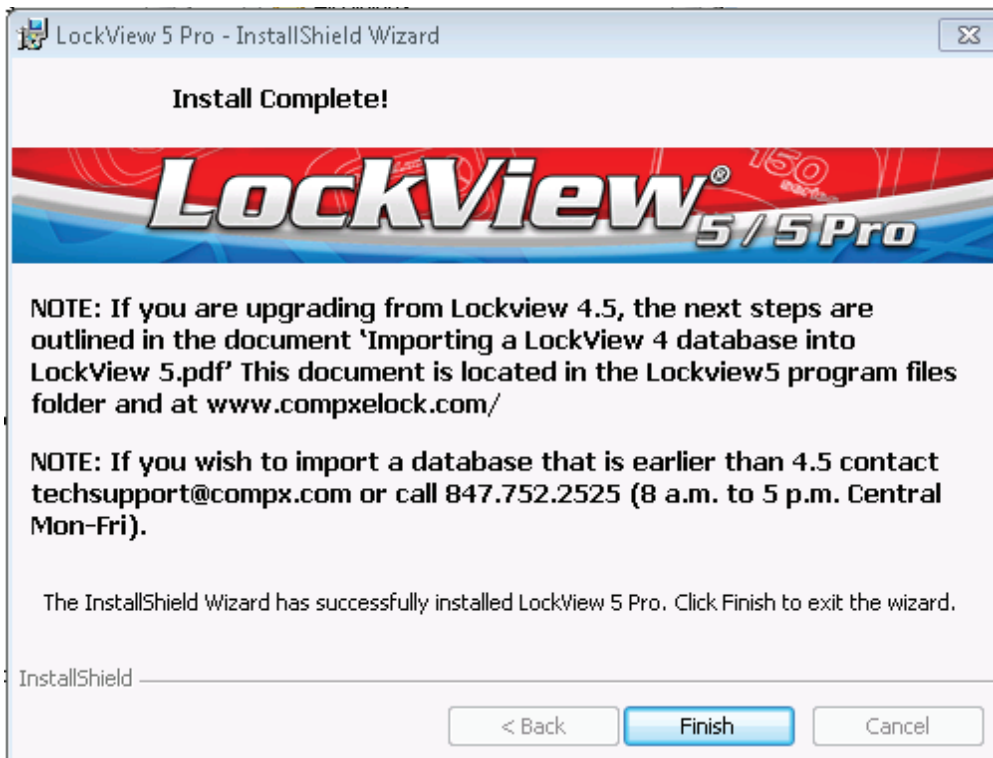 LockView 5 Pro - InstallShield Wizard
Install Complete!
150
series
LockView® 5 / 5 Pro
NOTE: If you are upgrading from Lockview 4.5, the next steps are
outlined in the document ‘Importing a LockView 4 database into
LockView 5.pdf’ This document is located in the Lockview5 program files
folder and at www.compxelock.com/
NOTE: If you wish to import a database that is earlier than 4.5 contact
techsupport@compx.com or call 847.752.2525 (8 a.m. to 5 p.m. Central
Mon-Fri).
The InstallShield Wizard has successfully installed LockView 5 Pro. Click Finish to exit the wizard.
InstallShield
< Back Finish Cancel